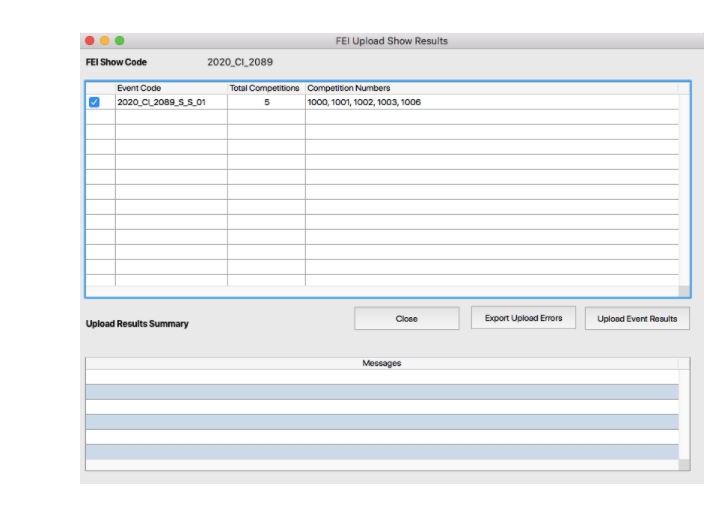 FEI Upload Show Results
FEI Show Code 2020_CI_2089
Event Code Total Competitions Competition Numbers
2020_CI_2089_S_S_01 5 1000, 1001, 1002, 1003, 1006
Upload Results Summary Close Export Upload Errors Upload Event Results
Messages